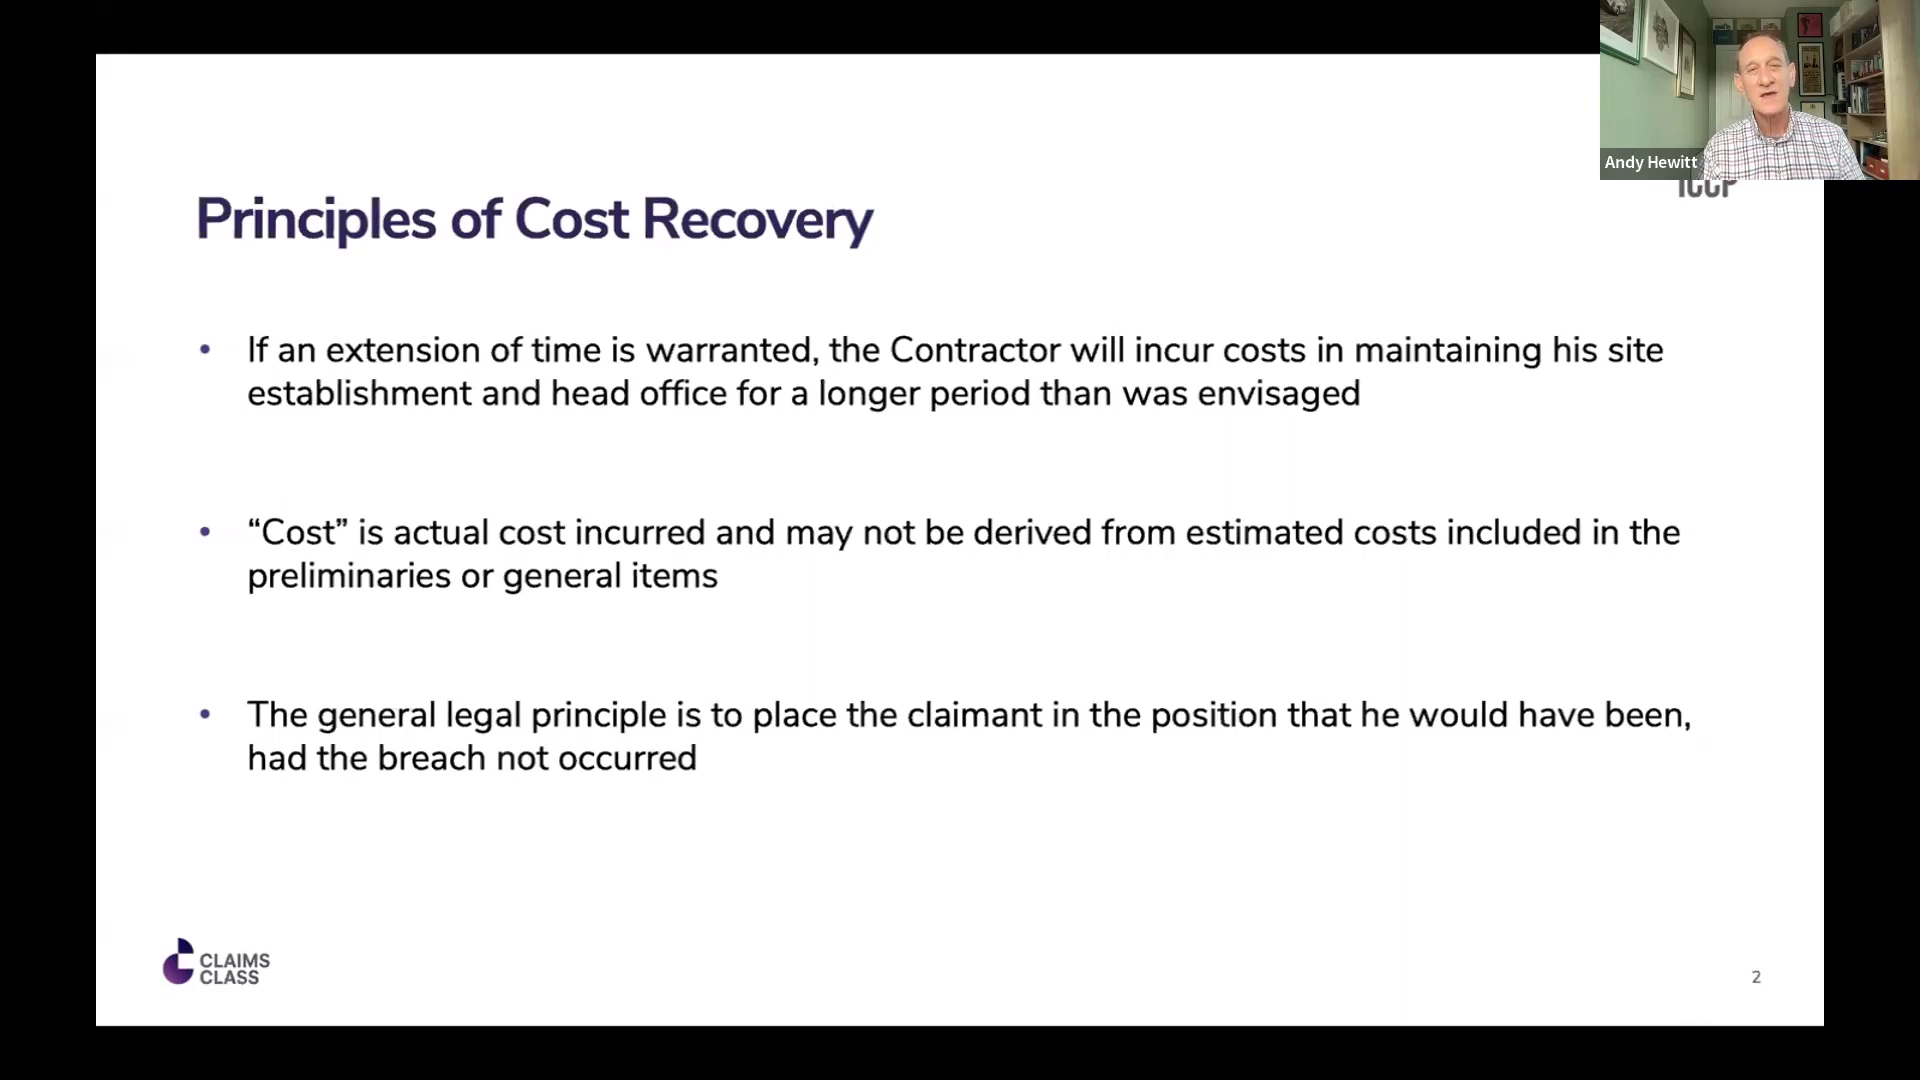 Andy Hewitt
Principles of Cost Recovery
• If an extension of time is warranted, the Contractor will incur costs in maintaining his site
establishment and head office for a longer period than was envisaged
• “Cost” is actual cost incurred and may not be derived from estimated costs included in the
preliminaries or general items
• The general legal principle is to place the claimant in the position that he would have been,
had the breach not occurred
CLAIMS
CLASS
2